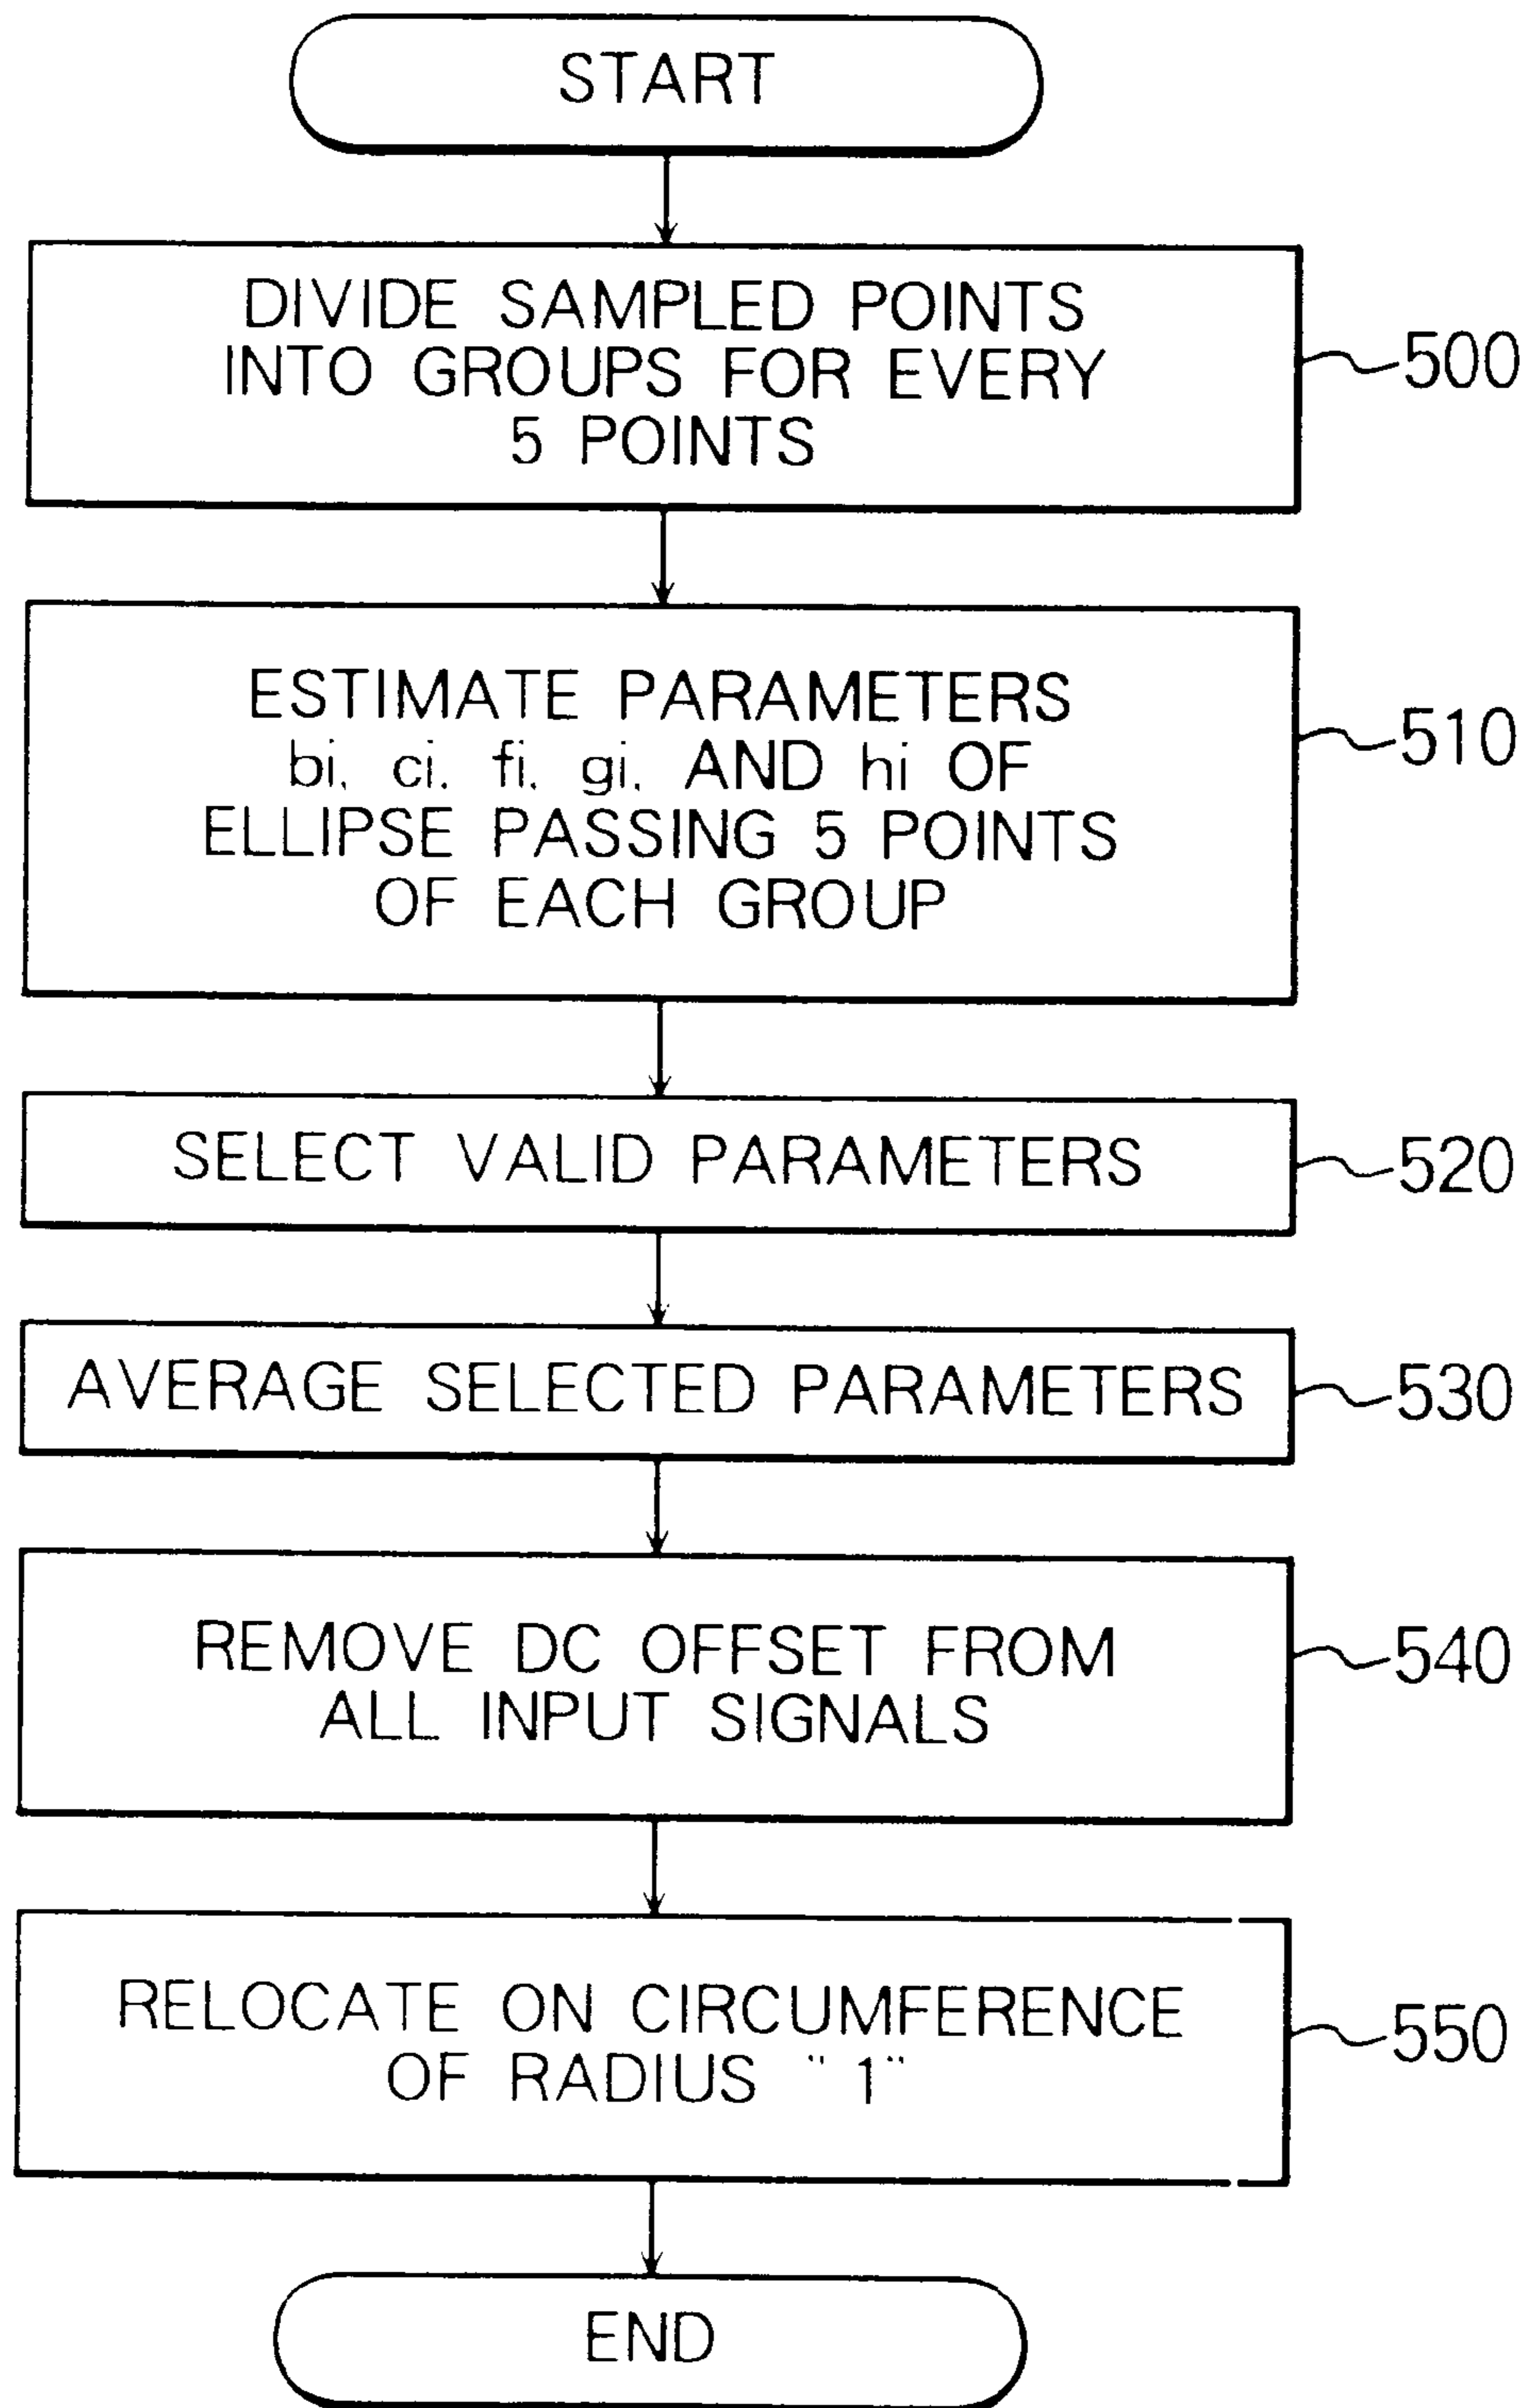 START
DIVIDE SAMPLED POINTS
INTO GROUPS FOR EVERY
5 POINTS
500
ESTIMATE PARAMETERS
bi, ci, fi, gi, AND hi OF
ELLIPSE PASSING 5 POINTS
OF EACH GROUP
510
SELECT VALID PARAMETERS
520
AVERAGE SELECTED PARAMETERS
530
REMOVE DC OFFSET FROM
ALL INPUT SIGNALS
540
RELOCATE ON CIRCUMFERENCE
OF RADIUS "1"
550
END